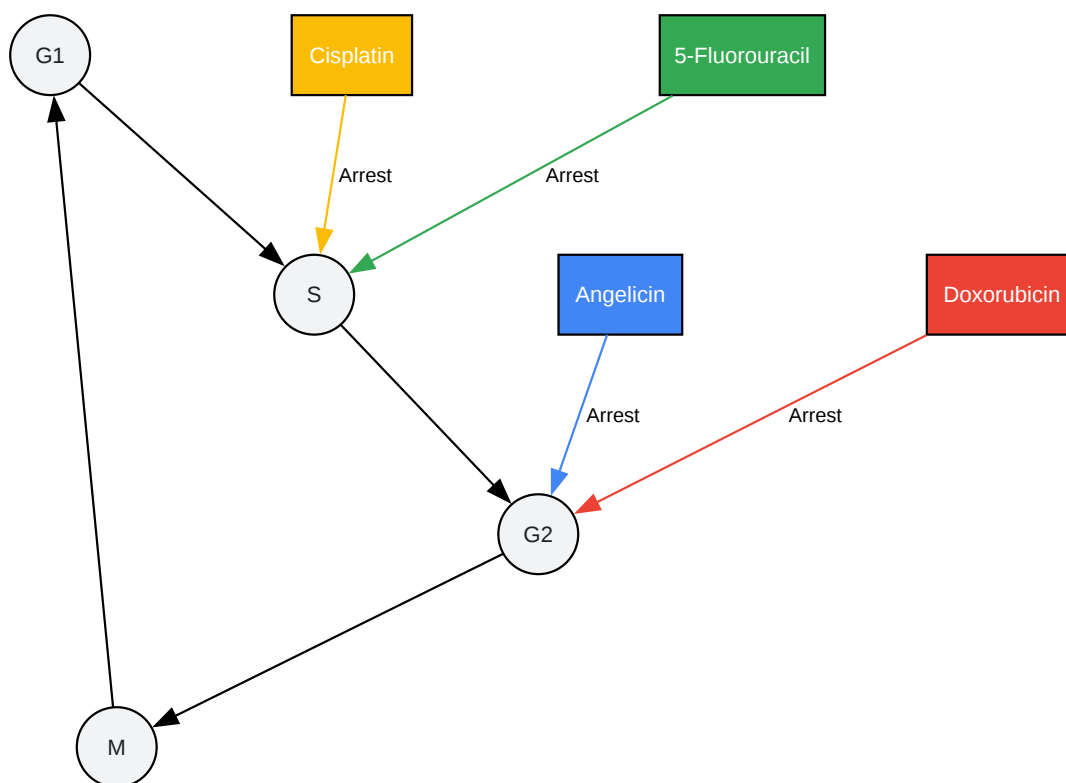 G1
Cisplatin
5-Fluorouracil
Arrest
Arrest
S
Angelicin
Doxorubicin
Arrest
Arrest
G2
M